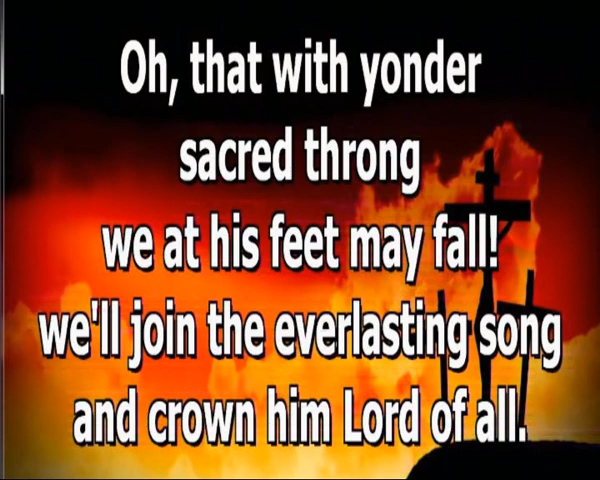 Oh, that with yonder
sacred throng
we at his feet may fall!
we'll join the everlasting song
and crown him Lord of all.